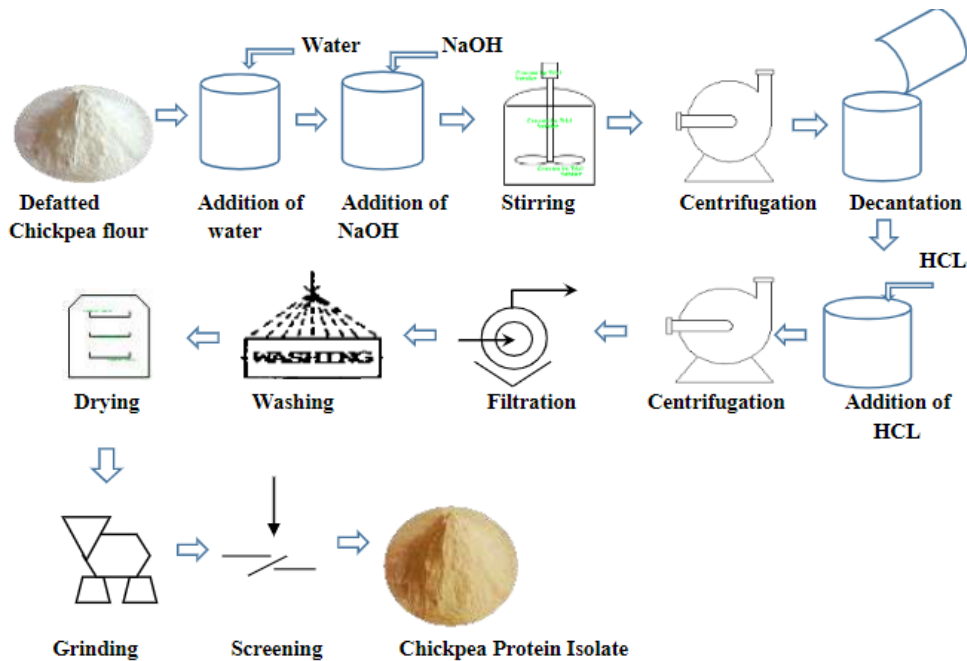 Water
NaOH
Defatted
Chickpea flour
Addition of
water
Addition of
NaOH
Stirring
Centrifugation
Decantation
HCL
Drying
Washing
WASHING
Filtration
Centrifugation
Addition of
HCL
Grinding
Screening
Chickpea Protein Isolate